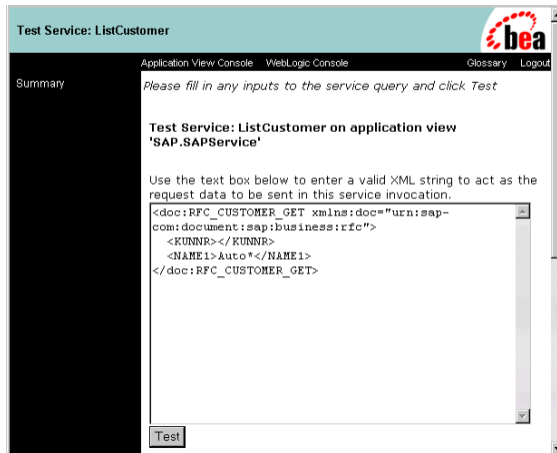 Test Service: ListCustomer
bea
Application View Console WebLogic Console Glossary Logout
Summary
Please fill in any inputs to the service query and click Test
Test Service: ListCustomer on application view
'SAP.SAPService'
Use the text box below to enter a valid XML string to act as the
request data to be sent in this service invocation.
<doc:RFC_CUSTOMER_GET xmlns:doc="urn:sap-
com:document:sap:business:rfc">
<KUNNR></KUNNR>
<NAME1>Auto*</NAME1>
</doc:RFC_CUSTOMER_GET>
Test